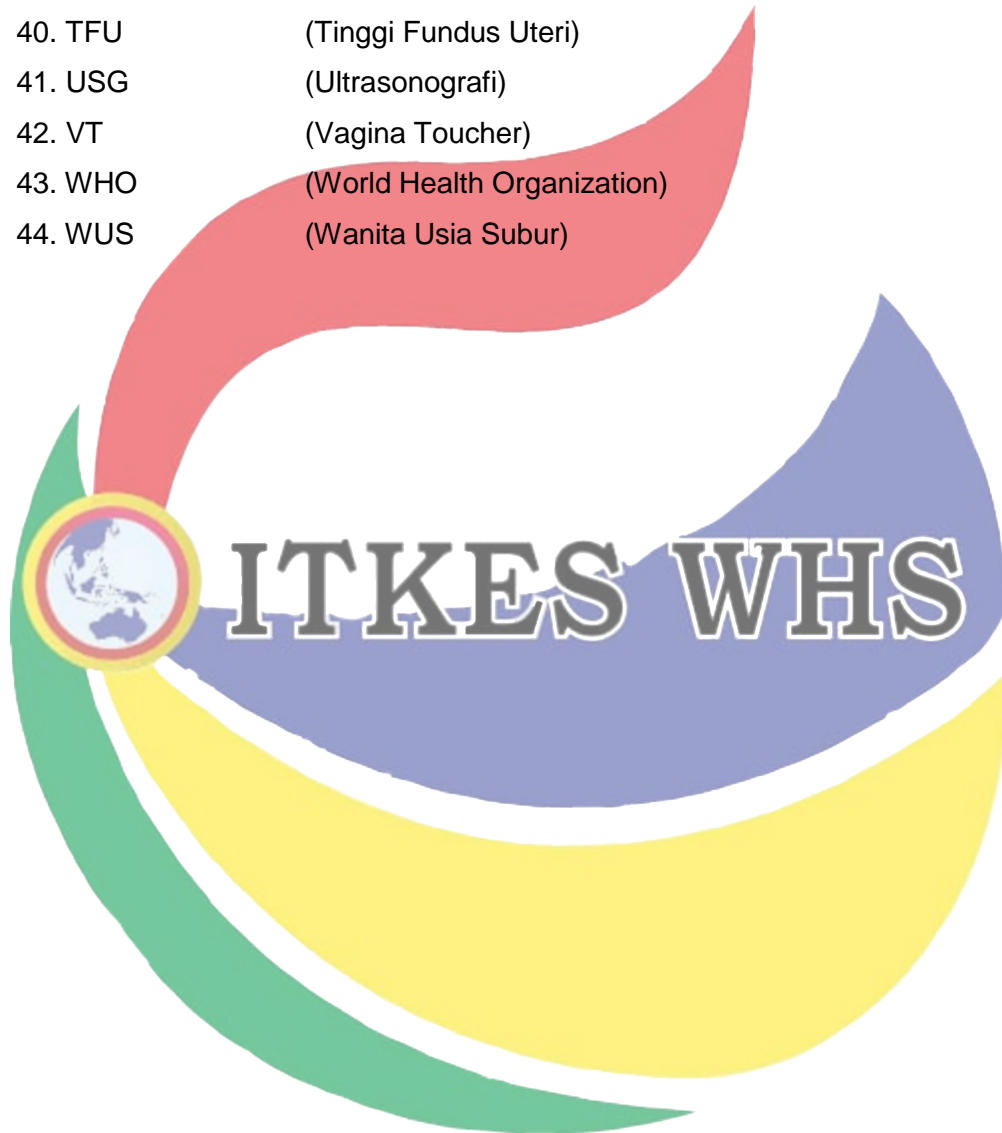 40. TFU (Tinggi Fundus Uteri)
41. USG (Ultrasonografi)
42. VT (Vagina Toucher)
43. WHO (World Health Organization)
44. WUS (Wanita Usia Subur)
ITKES WHS